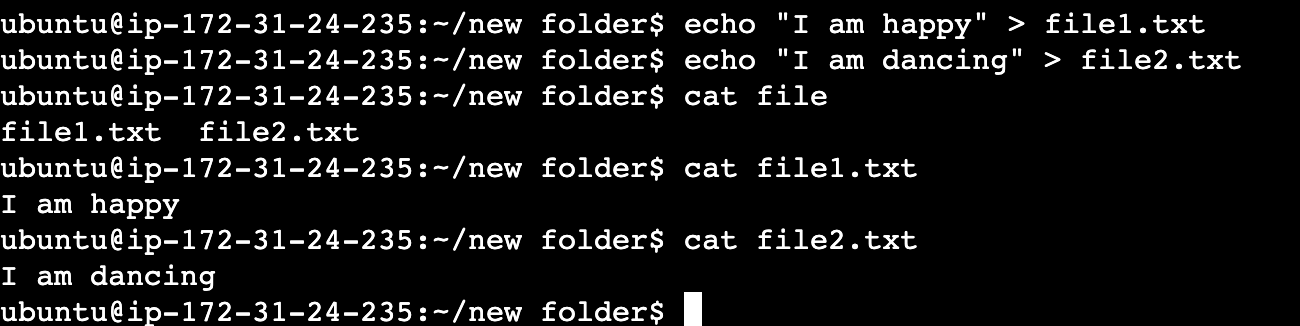 ubuntu@ip-172-31-24-235:~/new folder$ echo "I am happy" > file1.txt
ubuntu@ip-172-31-24-235:~/new folder$ echo "I am dancing" > file2.txt
ubuntu@ip-172-31-24-235:~/new folder$ cat file
file1.txt  file2.txt
ubuntu@ip-172-31-24-235:~/new folder$ cat file1.txt
I am happy
ubuntu@ip-172-31-24-235:~/new folder$ cat file2.txt
I am dancing
ubuntu@ip-172-31-24-235:~/new folder$